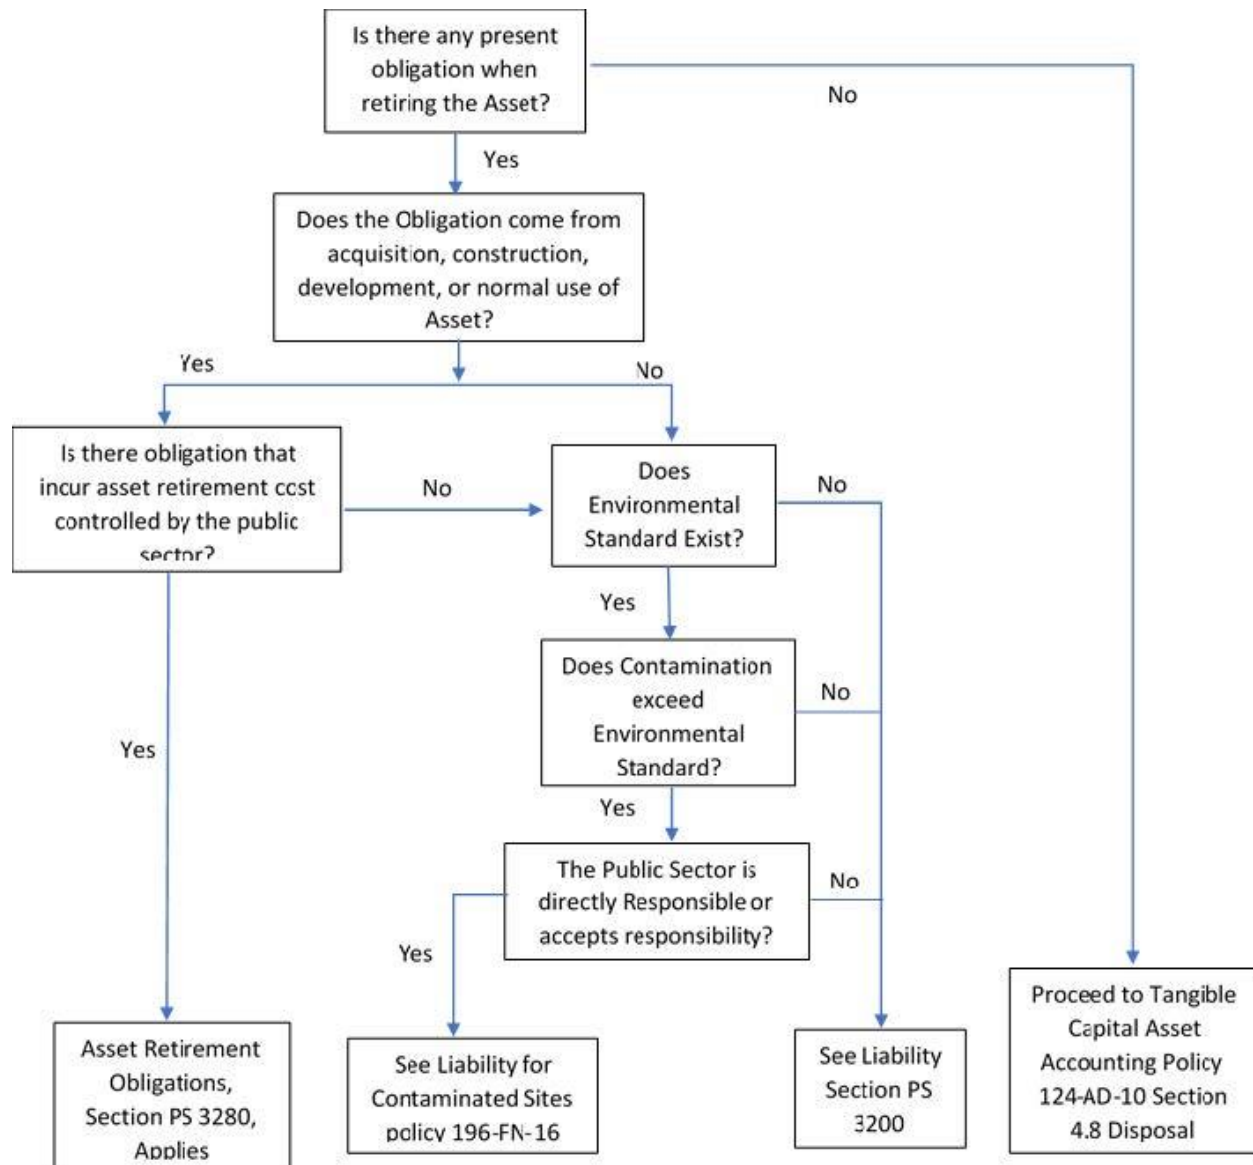 Is there any present
obligation when
retiring the Asset?
No
Yes
Does the Obligation come from
acquisition, construction,
development, or normal use of
Asset?
Yes
No
Is there obligation that
incur asset retirement cost
controlled by the public
sector?
No
Does
Environmental
Standard Exist?
No
Yes
Does Contamination
exceed
Environmental
Standard?
No
Yes
Yes
The Public Sector is
directly Responsible or
accepts responsibility?
No
Yes
Asset Retirement
Obligations,
Section PS 3280,
Applies
See Liability for
Contaminated Sites
policy 196-FN-16
See Liability
Section PS
3200
Proceed to Tangible
Capital Asset
Accounting Policy
124-AD-10 Section
4.8 Disposal